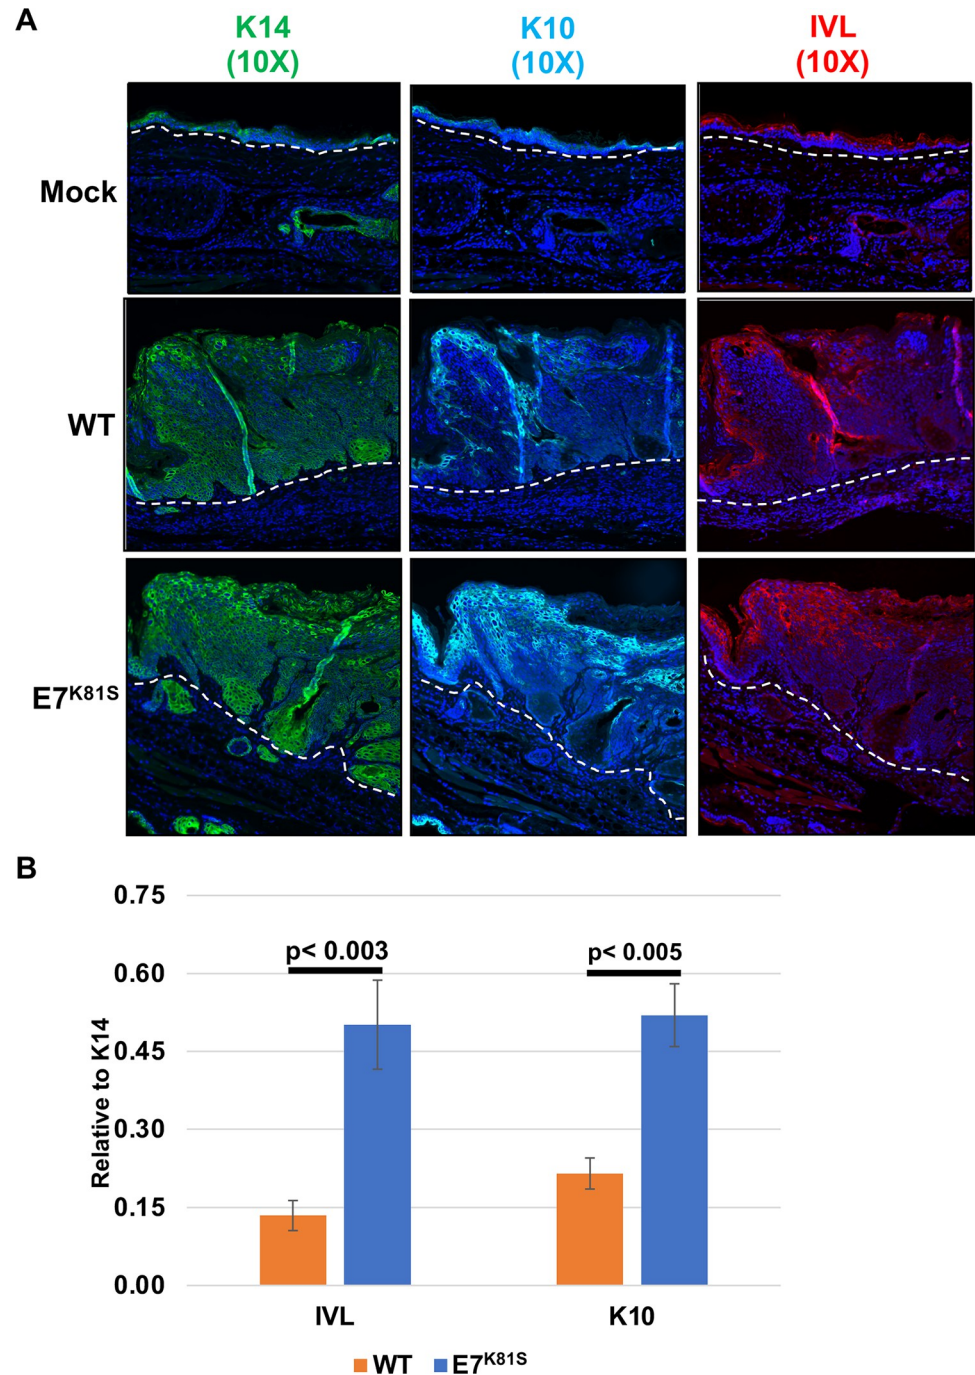 A
K14
(10X)
K10
(10X)
IVL
(10X)
Mock
WT
E7K81S
B
0.75
0.60
0.45
0.30
0.15
0.00
Relative to K14
p< 0.003
p< 0.005
IVL
K10
WT
E7K81S